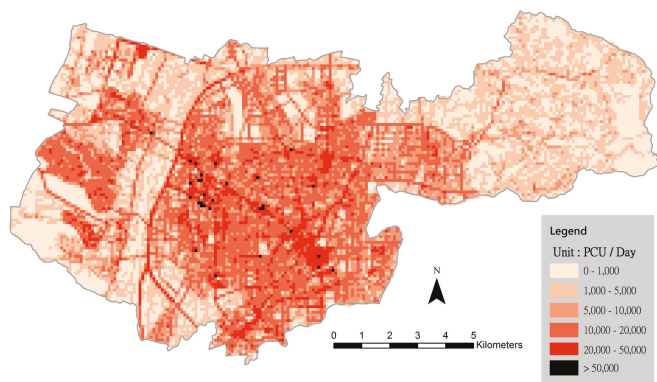 Legend
Unit : PCU / Day
0 - 1,000
1,000 - 5,000
5,000 - 10,000
10,000 - 20,000
20,000 - 50,000
> 50,000
N
0 1 2 3 4 5
Kilometers